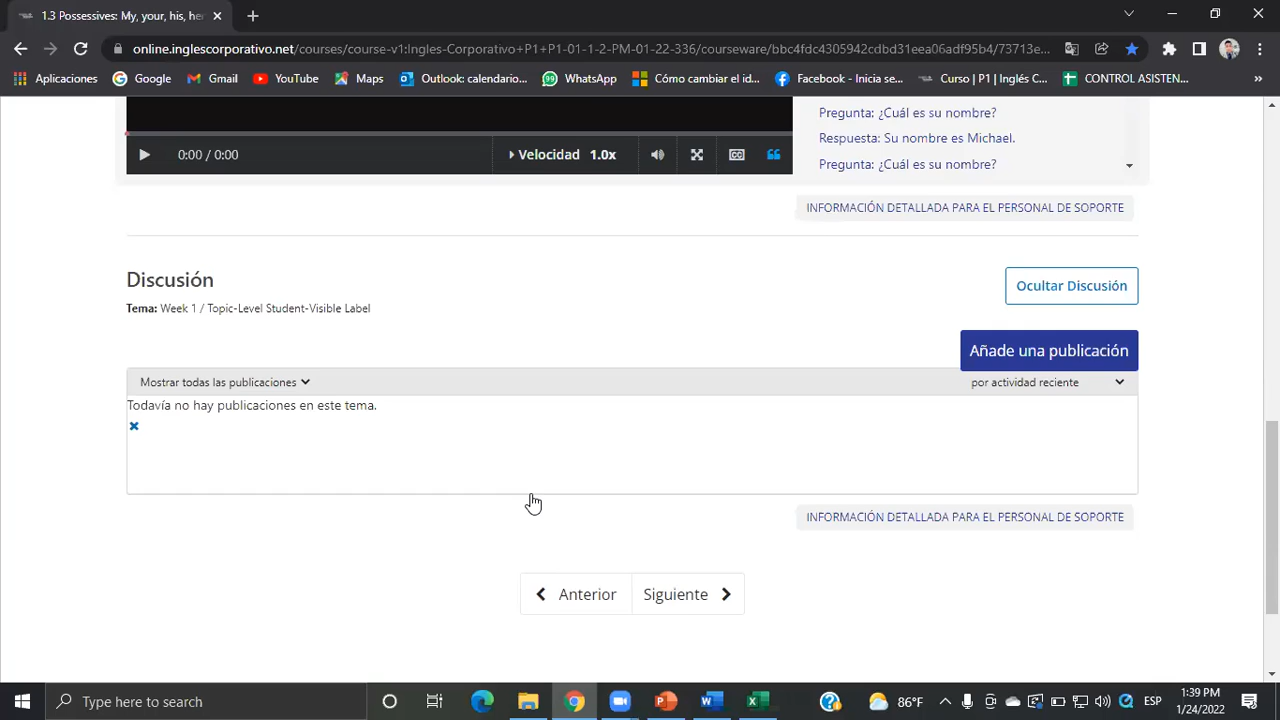 1.3 Possessives: My, your, his, he
online.inglescorporativo.net/courses/course-v1:Ingles-Corporativo+P1+P1-01-1-2-PM-01-22-336/courseware/bbc4fdc4305942cdbd31eea06adf95b4/73713e...
Aplicaciones Google Gmail YouTube Maps Outlook: calendario... WhatsApp Cómo cambiar el id... Facebook - Inicia se... Curso | P1 | Inglés C... CONTROL ASISTEN... »
Pregunta: ¿Cuál es su nombre?
Respuesta: Su nombre es Michael.
0:00 / 0:00 Velocidad 1.0x
Pregunta: ¿Cuál es su nombre?
INFORMACIÓN DETALLADA PARA EL PERSONAL DE SOPORTE
Discusión
Ocultar Discusión
Tema: Week 1 / Topic-Level Student-Visible Label
Añade una publicación
Mostrar todas las publicaciones por actividad reciente
Todavía no hay publicaciones en este tema.
INFORMACIÓN DETALLADA PARA EL PERSONAL DE SOPORTE
Anterior Siguiente
Type here to search 86°F ESP 1:39 PM
1/24/2022